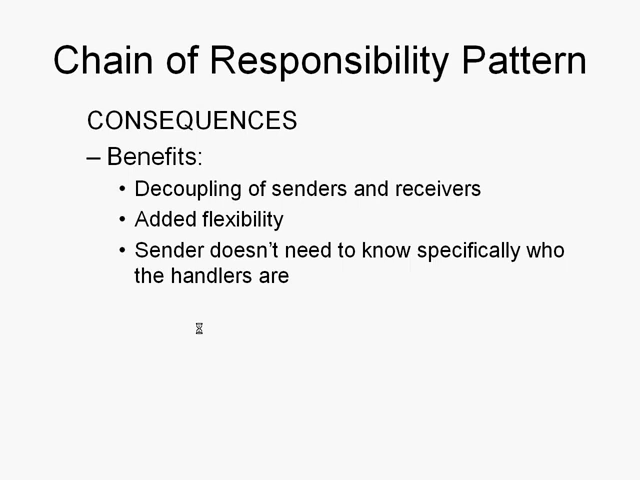 Chain of Responsibility Pattern
CONSEQUENCES
– Benefits:
• Decoupling of senders and receivers
• Added flexibility
• Sender doesn’t need to know specifically who
the handlers are